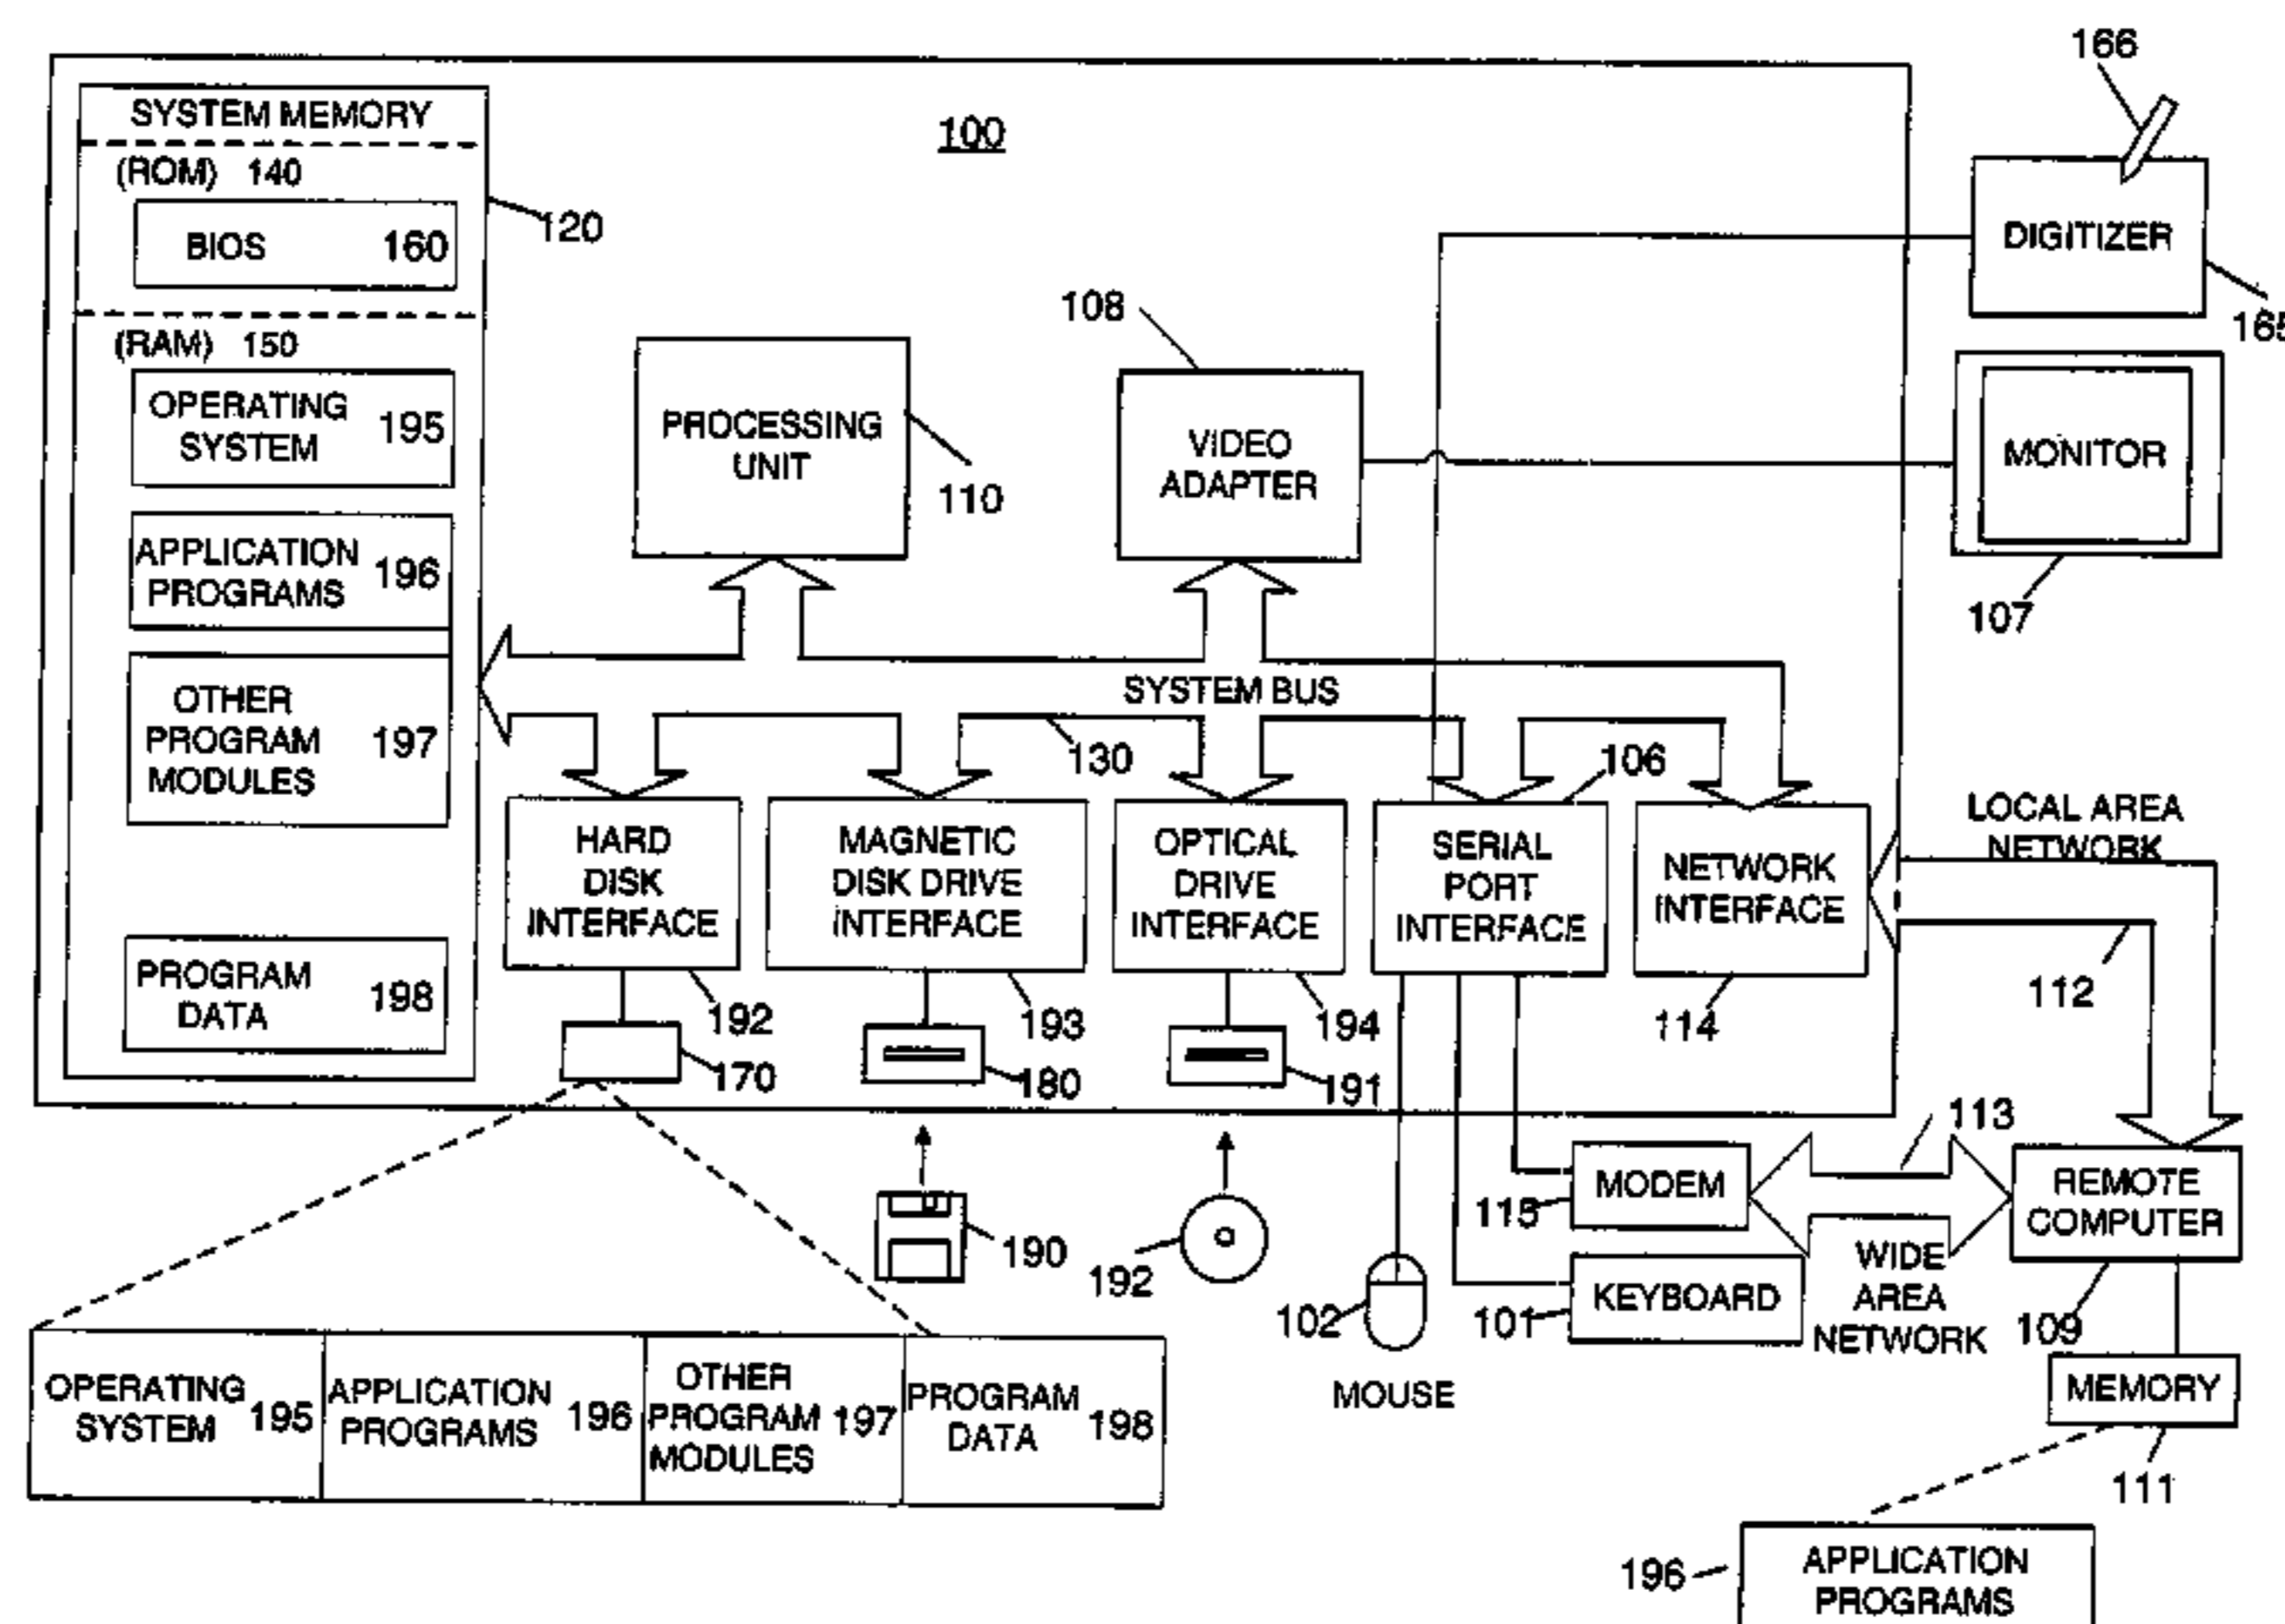 166
SYSTEM MEMORY
100
(ROM) 140
BIOS 160
120
DIGITIZER
165
(RAM) 150
108
OPERATING
SYSTEM
195
PROCESSING
UNIT
110
VIDEO
ADAPTER
MONITOR
107
APPLICATION
PROGRAMS
196
SYSTEM BUS
130
106
OTHER
PROGRAM
MODULES
197
HARD
DISK
INTERFACE
MAGNETIC
DISK DRIVE
INTERFACE
OPTICAL
DRIVE
INTERFACE
SERIAL
PORT
INTERFACE
NETWORK
INTERFACE
LOCAL AREA
NETWORK
PROGRAM
DATA
198
192
193
194
114
112
170
180
191
113
190
192
MODEM
115
REMOTE
COMPUTER
102
KEYBOARD
101
WIDE
AREA
NETWORK
109
MOUSE
MEMORY
111
OPERATING
SYSTEM
195
APPLICATION
PROGRAMS
196
OTHER
PROGRAM
MODULES
197
PROGRAM
DATA
198
196
APPLICATION
PROGRAMS